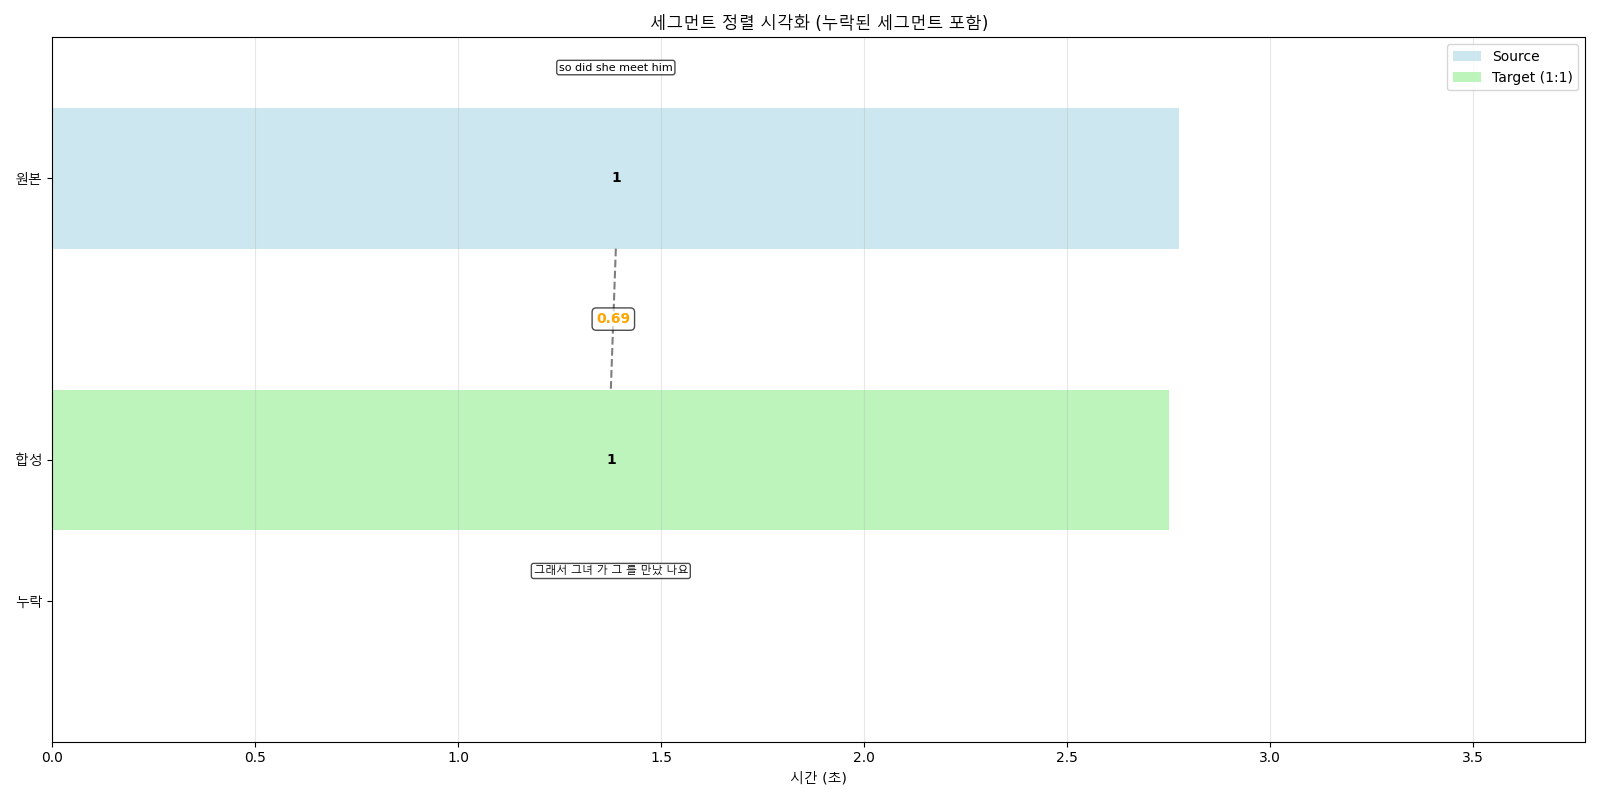 세그먼트 정렬 시각화 (누락된 세그먼트 포함)
so did she meet him
Source
Target (1:1)
원본
1
0.69
합성
1
그래서 그녀 가 그 를 만났 나요
누락
0.0 0.5 1.0 1.5 2.0 2.5 3.0 3.5
시간 (초)